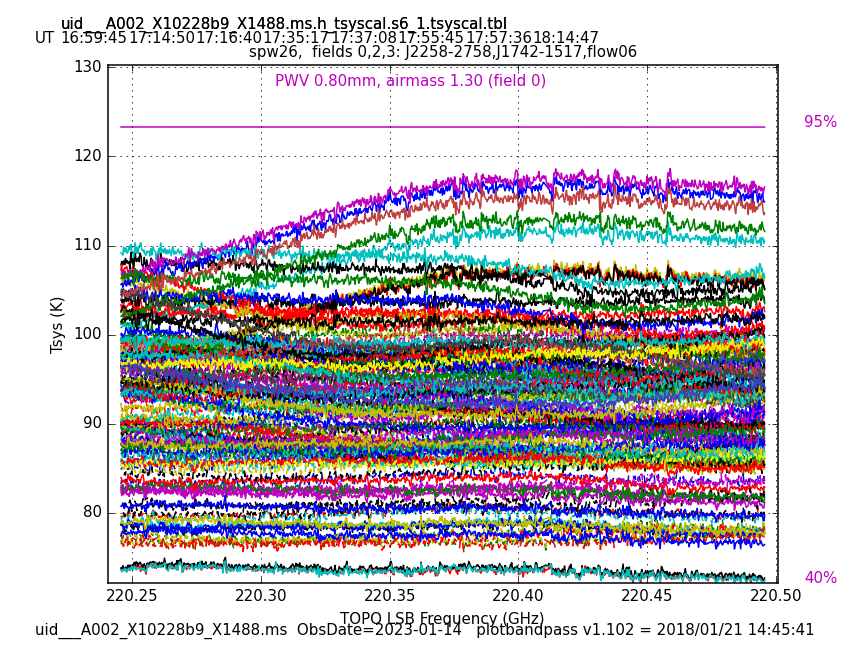 uid___A002_X10228b9_X1488.ms.h_tsyscal.s6_1.tsyscal.tbl
UT 16:59:45 17:14:50 17:16:40 17:35:17 17:37:08 17:55:45 17:57:36 18:14:47
spw26, fields 0,2,3: J2258-2758,J1742-1517,flow06
130
PWV 0.80mm, airmass 1.30 (field 0)
95%
120
110
Tsys (K)
100
90
80
40%
220.25 220.30 220.35 220.40 220.45 220.50
TOPO LSB Frequency (GHz)
uid___A002_X10228b9_X1488.ms ObsDate=2023-01-14 plotbandpass v1.102 = 2018/01/21 14:45:41